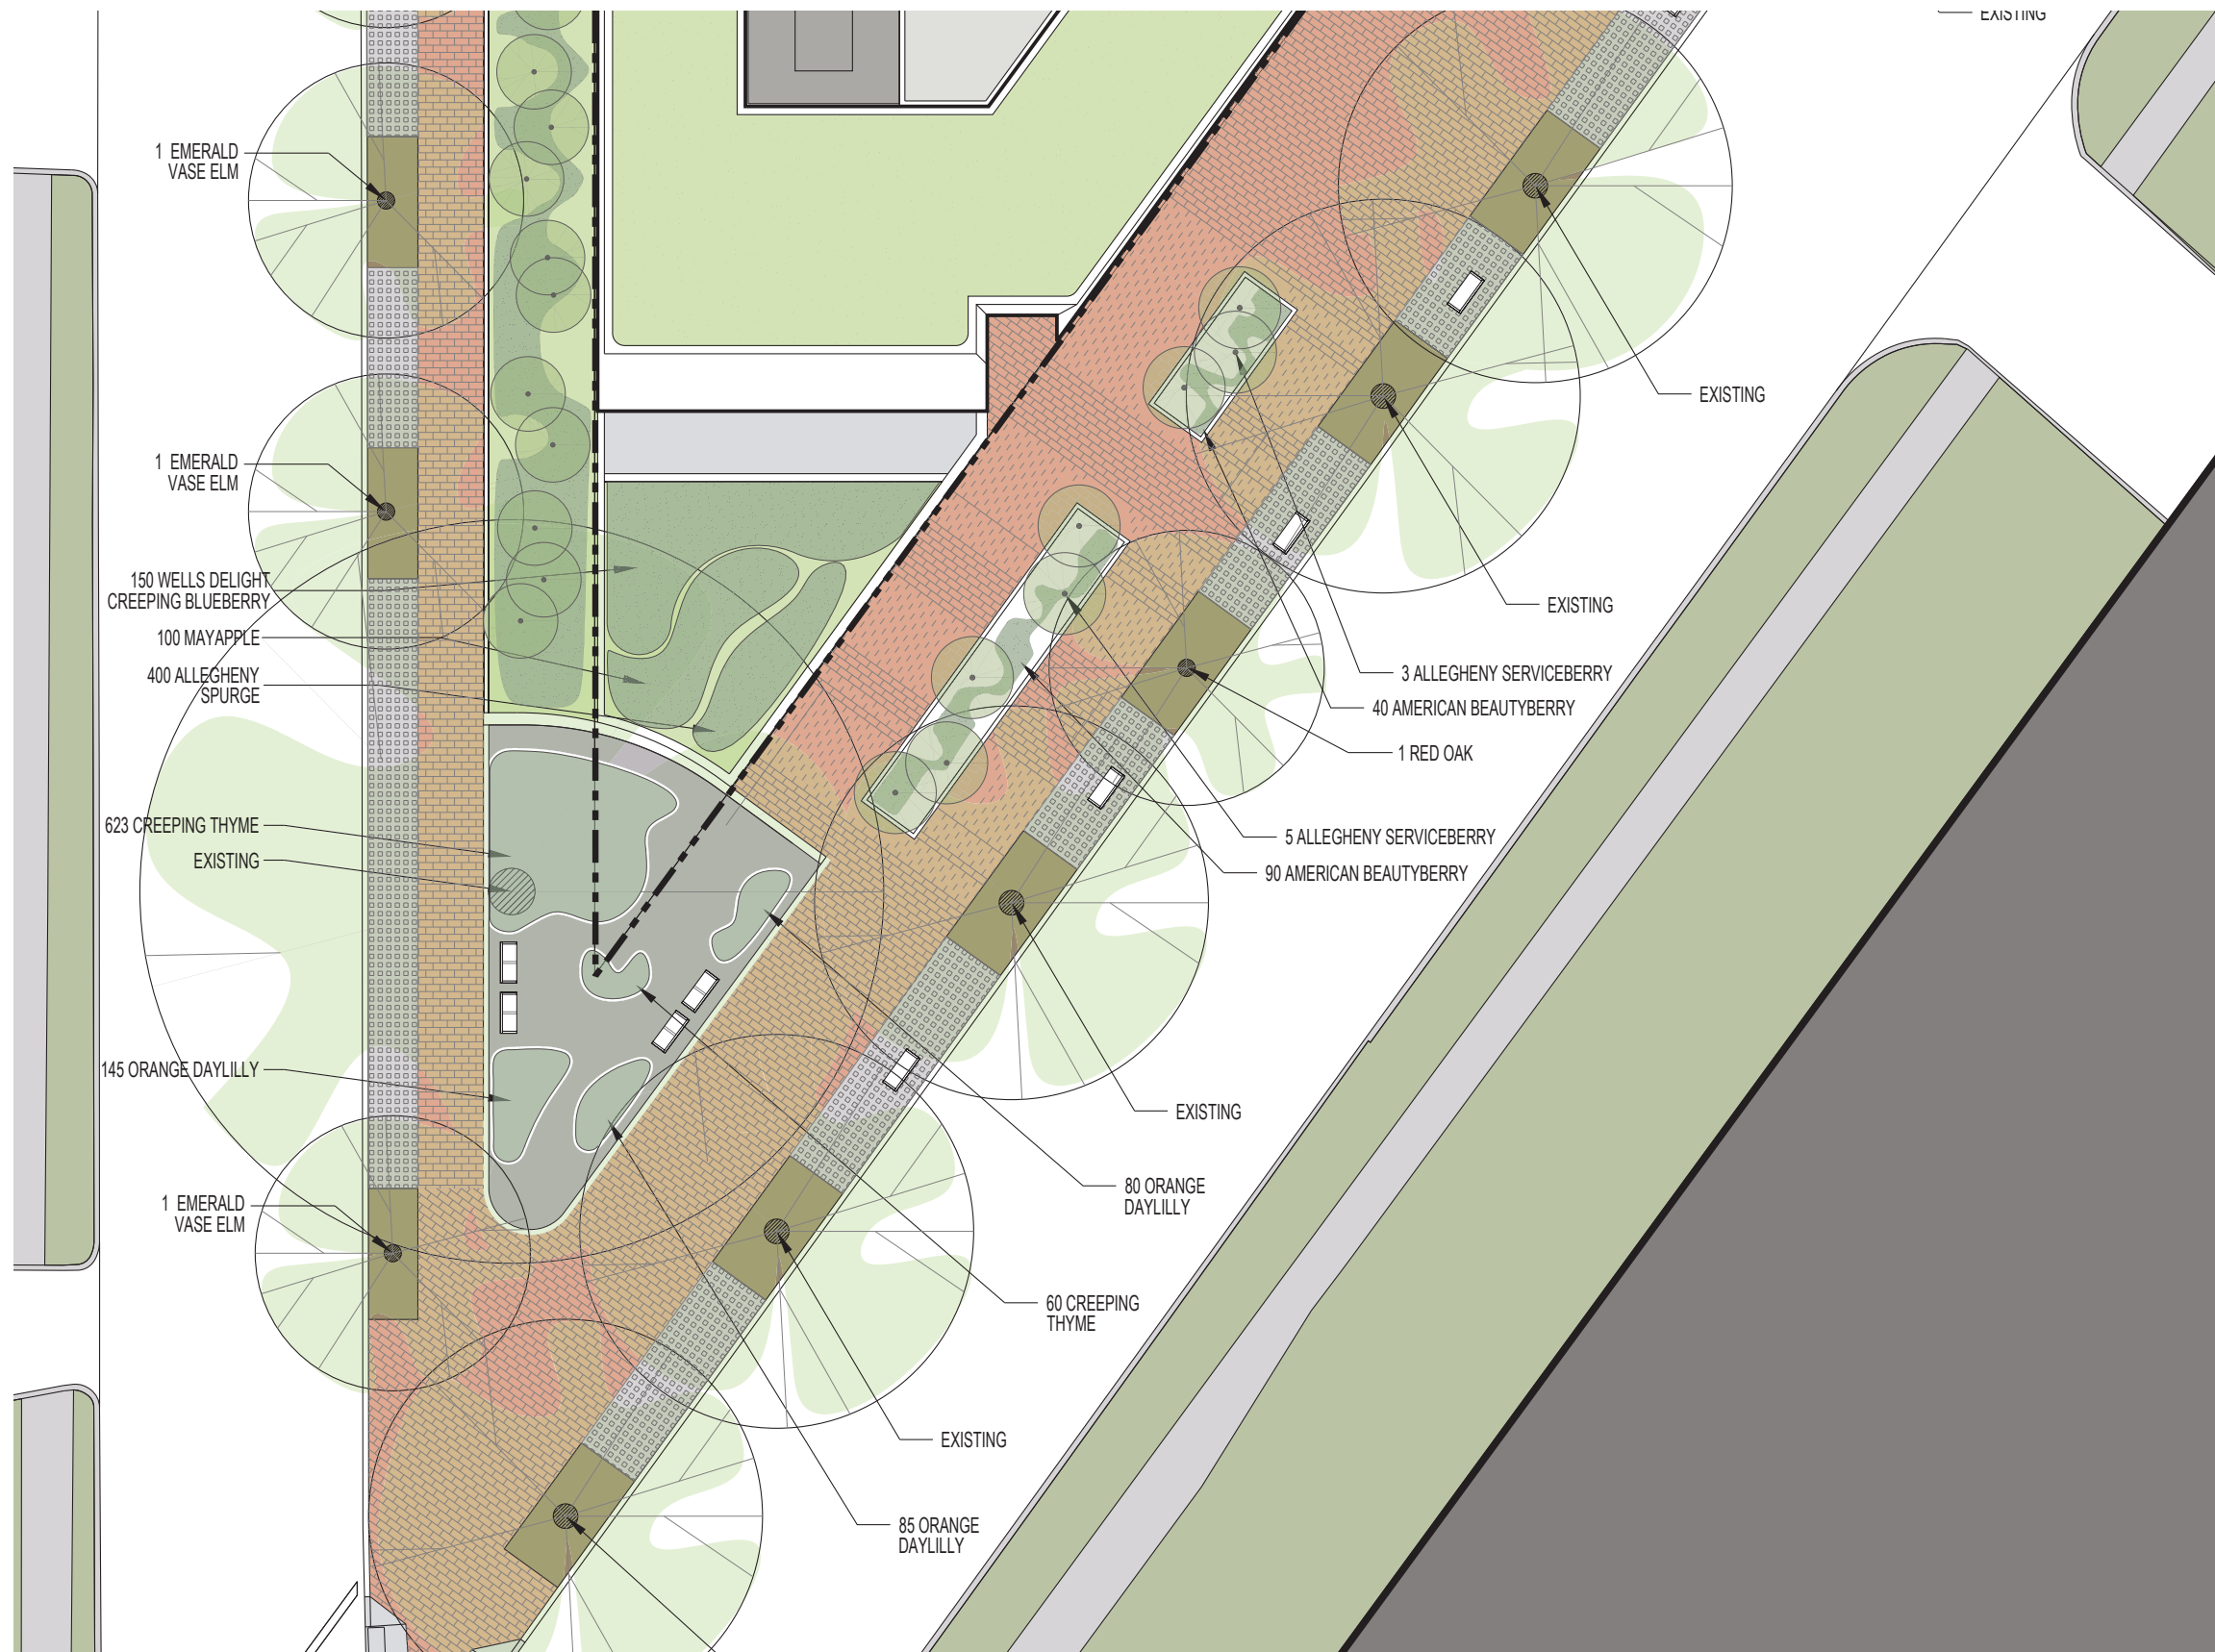 EXISTING
1 EMERALD
VASE ELM
EXISTING
1 EMERALD
VASE ELM
150 WELLS DELIGHT
CREEPING BLUEBERRY
EXISTING
100 MAYAPPLE
400 ALLEGHENY
SPURGE
3 ALLEGHENY SERVICEBERRY
40 AMERICAN BEAUTYBERRY
1 RED OAK
623 CREEPING THYME
EXISTING
5 ALLEGHENY SERVICEBERRY
90 AMERICAN BEAUTYBERRY
145 ORANGE DAYLILLY
EXISTING
1 EMERALD
VASE ELM
80 ORANGE
DAYLILLY
60 CREEPING
THYME
EXISTING
85 ORANGE
DAYLILLY